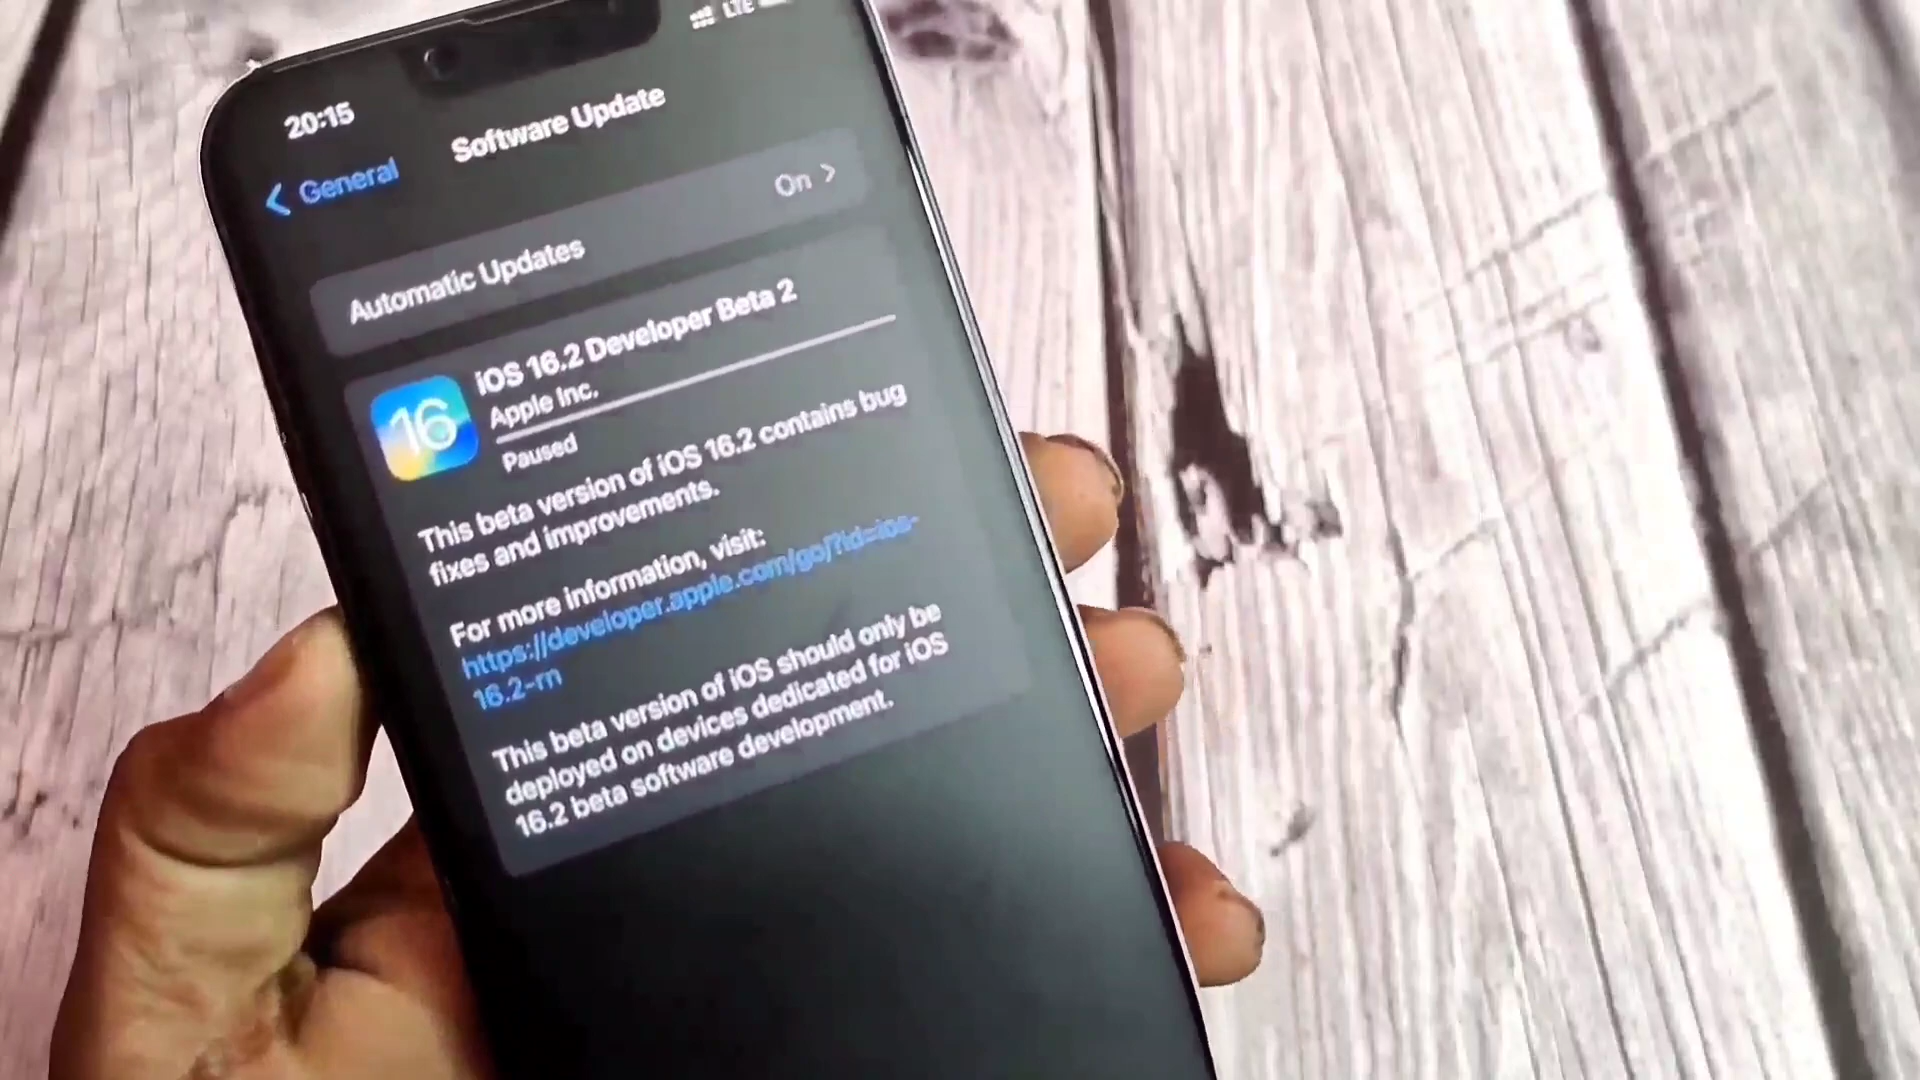 LTE
20:15
General
Software Update
Automatic Updates
On
16
iOS 16.2 Developer Beta 2
Apple Inc.
Paused
This beta version of iOS 16.2 contains bug
fixes and improvements.
For more information, visit:
https://developer.apple.com/go/?id=ios-
16.2-rn
This beta version of iOS should only be
deployed on devices dedicated for iOS
16.2 beta software development.